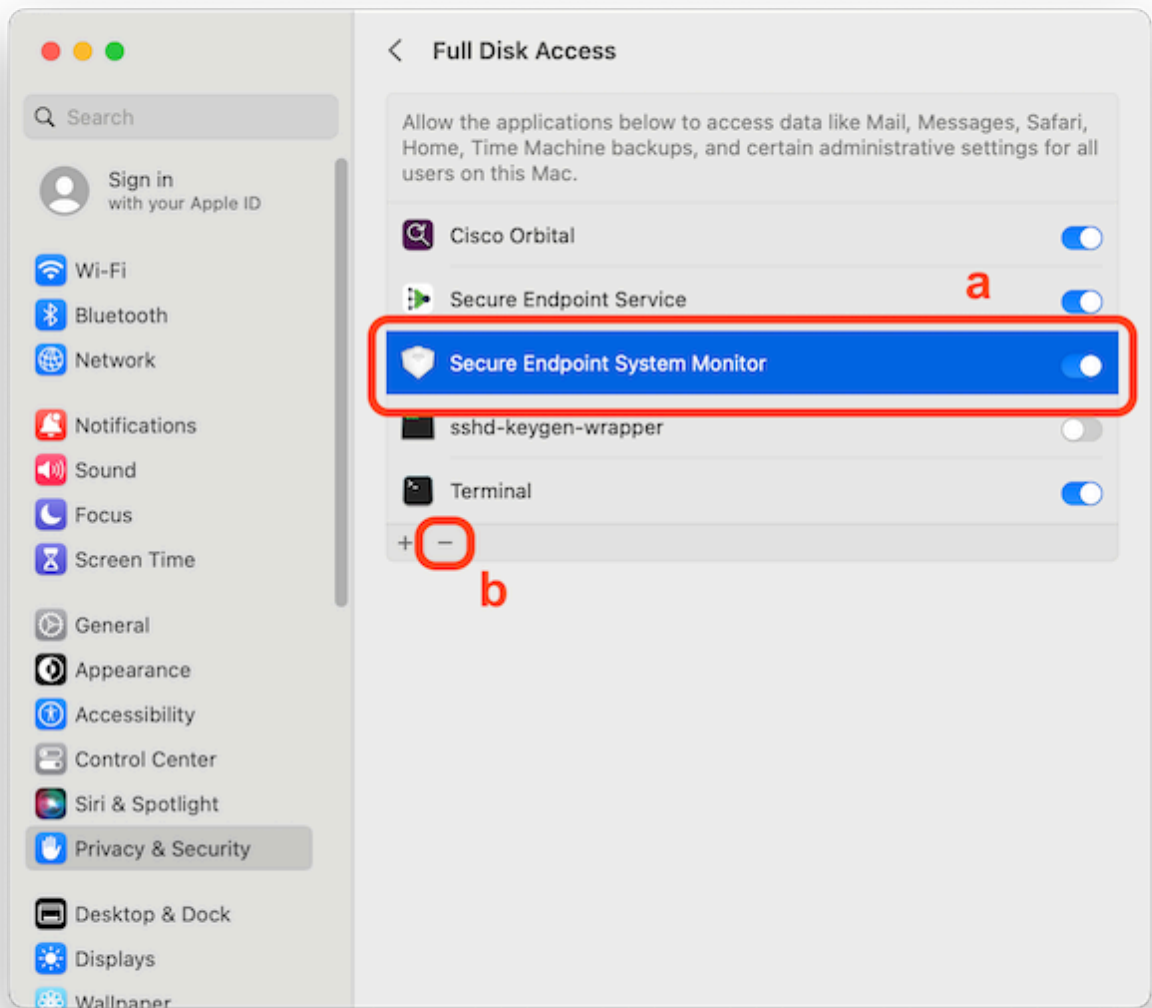 Full Disk Access
Search
Sign in
with your Apple ID
Wi-Fi
Bluetooth
Network
Notifications
Sound
Focus
Screen Time
General
Appearance
Accessibility
Control Center
Siri & Spotlight
Privacy & Security
Desktop & Dock
Displays
Wallpaper
Allow the applications below to access data like Mail, Messages, Safari,
Home, Time Machine backups, and certain administrative settings for all
users on this Mac.
Cisco Orbital
a
Secure Endpoint Service
Secure Endpoint System Monitor
sshd-keygen-wrapper
Terminal
+ −
b